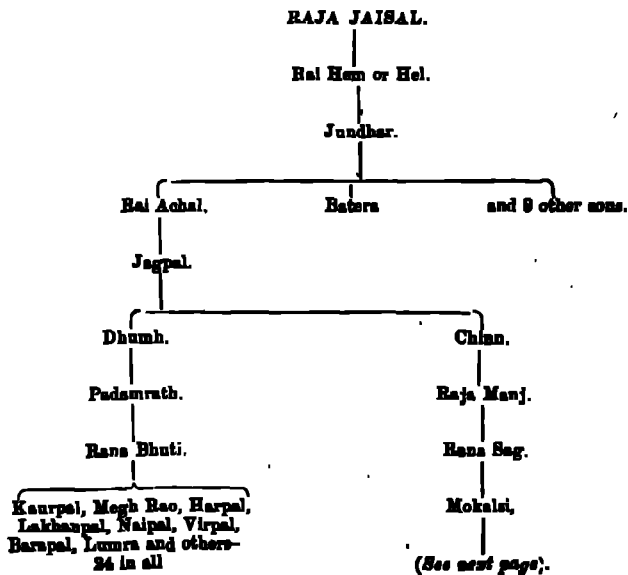 RAJA JAISAL.
Rai Hem or Hel.
Jundhar.
Rai Achal, Batera and 9 other sons.
Jagpal.
Dhumh. Chinn.
Padamrath. Raja Manj.
Rana Bhuti. Rana Sag.
Kaurpal, Megh Rao, Harpal, Mokalsi,
Lakhanpal, Naipal, Virpal,
Barapal, Lumra and others—
24 in all (See next page).